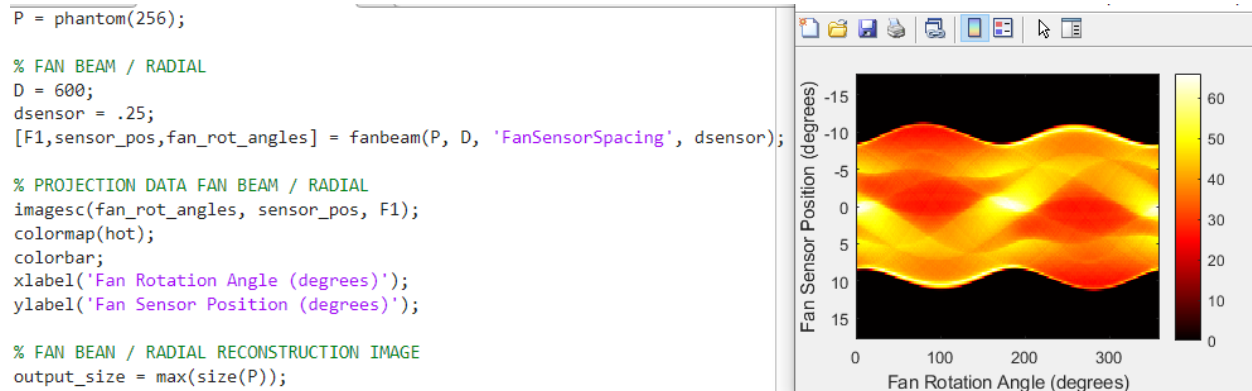 P = phantom(256);
% FAN BEAM / RADIAL
D = 600;
dsensor = .25;
[F1,sensor_pos,fan_rot_angles] = fanbeam(P, D, 'FanSensorSpacing', dsensor);
% PROJECTION DATA FAN BEAM / RADIAL
imagesc(fan_rot_angles, sensor_pos, F1);
colormap(hot);
colorbar;
xlabel('Fan Rotation Angle (degrees)');
ylabel('Fan Sensor Position (degrees)');
% FAN BEAN / RADIAL RECONSTRUCTION IMAGE
output_size = max(size(P));
Fan Sensor Position (degrees)
-15
-10
-5
0
5
10
15
0 100 200 300
Fan Rotation Angle (degrees)
60
50
40
30
20
10
0